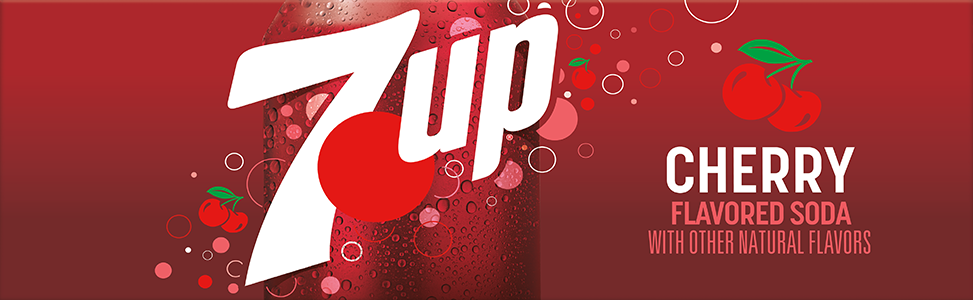 7up
CHERRY
FLAVORED SODA
WITH OTHER NATURAL FLAVORS